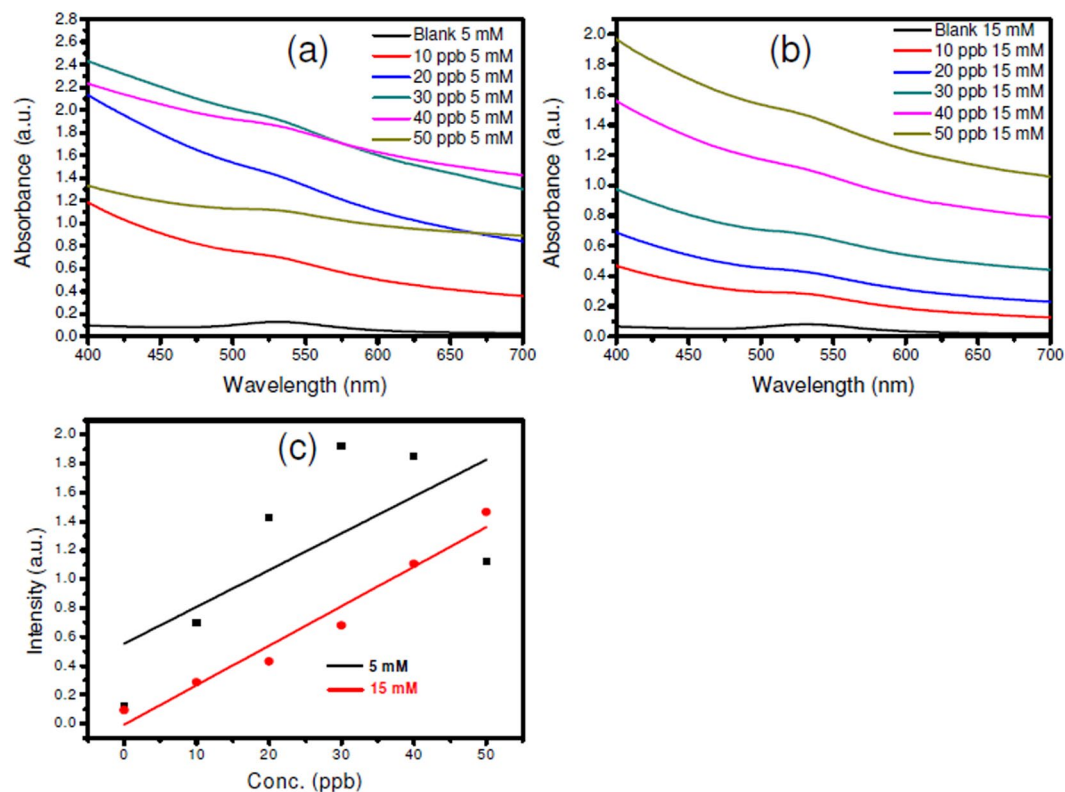 (a)
Blank 5 mM
10 ppb 5 mM
20 ppb 5 mM
30 ppb 5 mM
40 ppb 5 mM
50 ppb 5 mM
2.8
2.6
2.4
2.2
2.0
1.8
1.6
1.4
1.2
1.0
0.8
0.6
0.4
0.2
0.0
Absorbance (a.u.)
400 450 500 550 600 650 700
Wavelength (nm)
(b)
Blank 15 mM
10 ppb 15 mM
20 ppb 15 mM
30 ppb 15 mM
40 ppb 15 mM
50 ppb 15 mM
2.0
1.8
1.6
1.4
1.2
1.0
0.8
0.6
0.4
0.2
0.0
Absorbance (a.u.)
400 450 500 550 600 650 700
Wavelength (nm)
(c)
2.0
1.8
1.6
1.4
1.2
1.0
0.8
0.6
0.4
0.2
0.0
Intensity (a.u.)
5 mM
15 mM
0 10 20 30 40 50
Conc. (ppb)